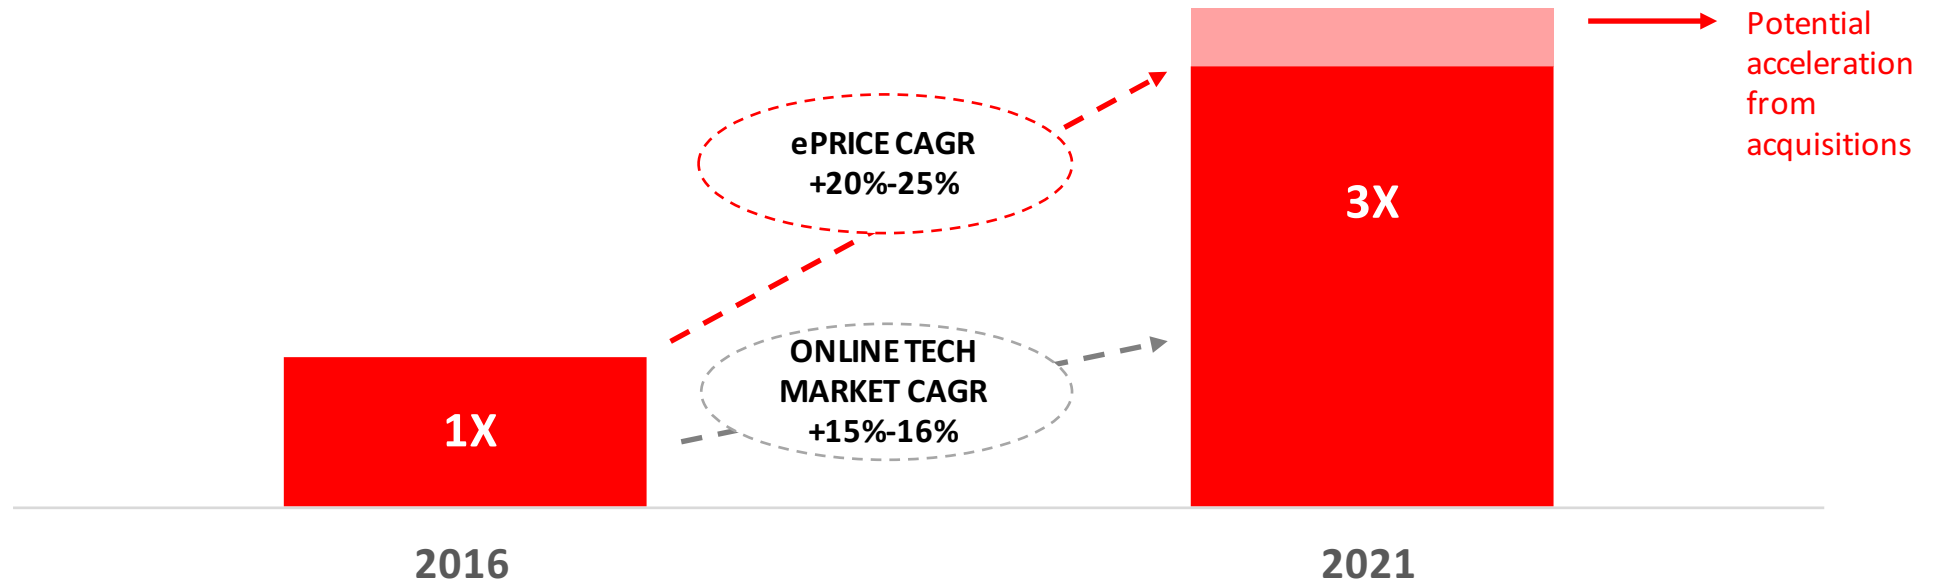 Potential
acceleration
from
acquisitions
ePRICE CAGR
+20%-25%
3X
ONLINE TECH
MARKET CAGR
+15%-16%
1X
2016
2021